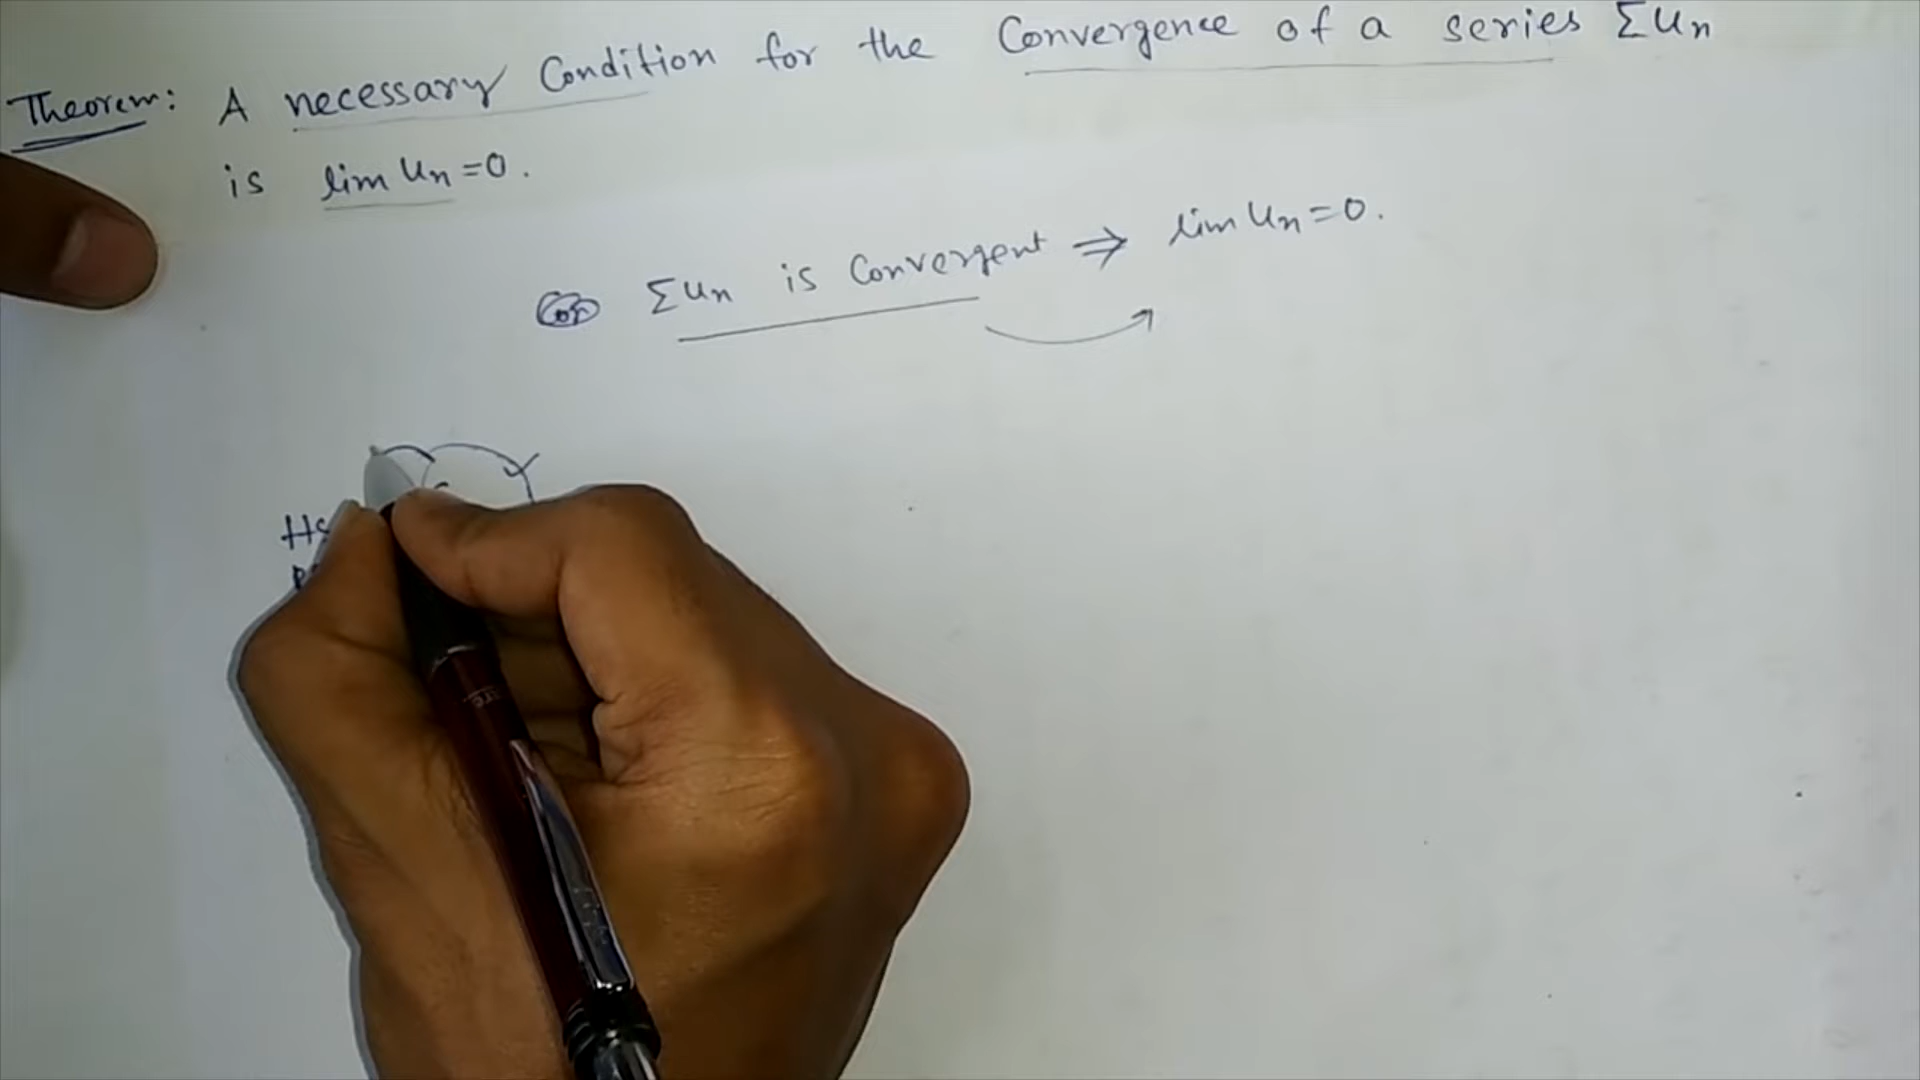 Theorem: A necessary Condition for the Convergence of a series Σun
is lim un =0.
or Σun is Convergent ⇒ lim un =0.